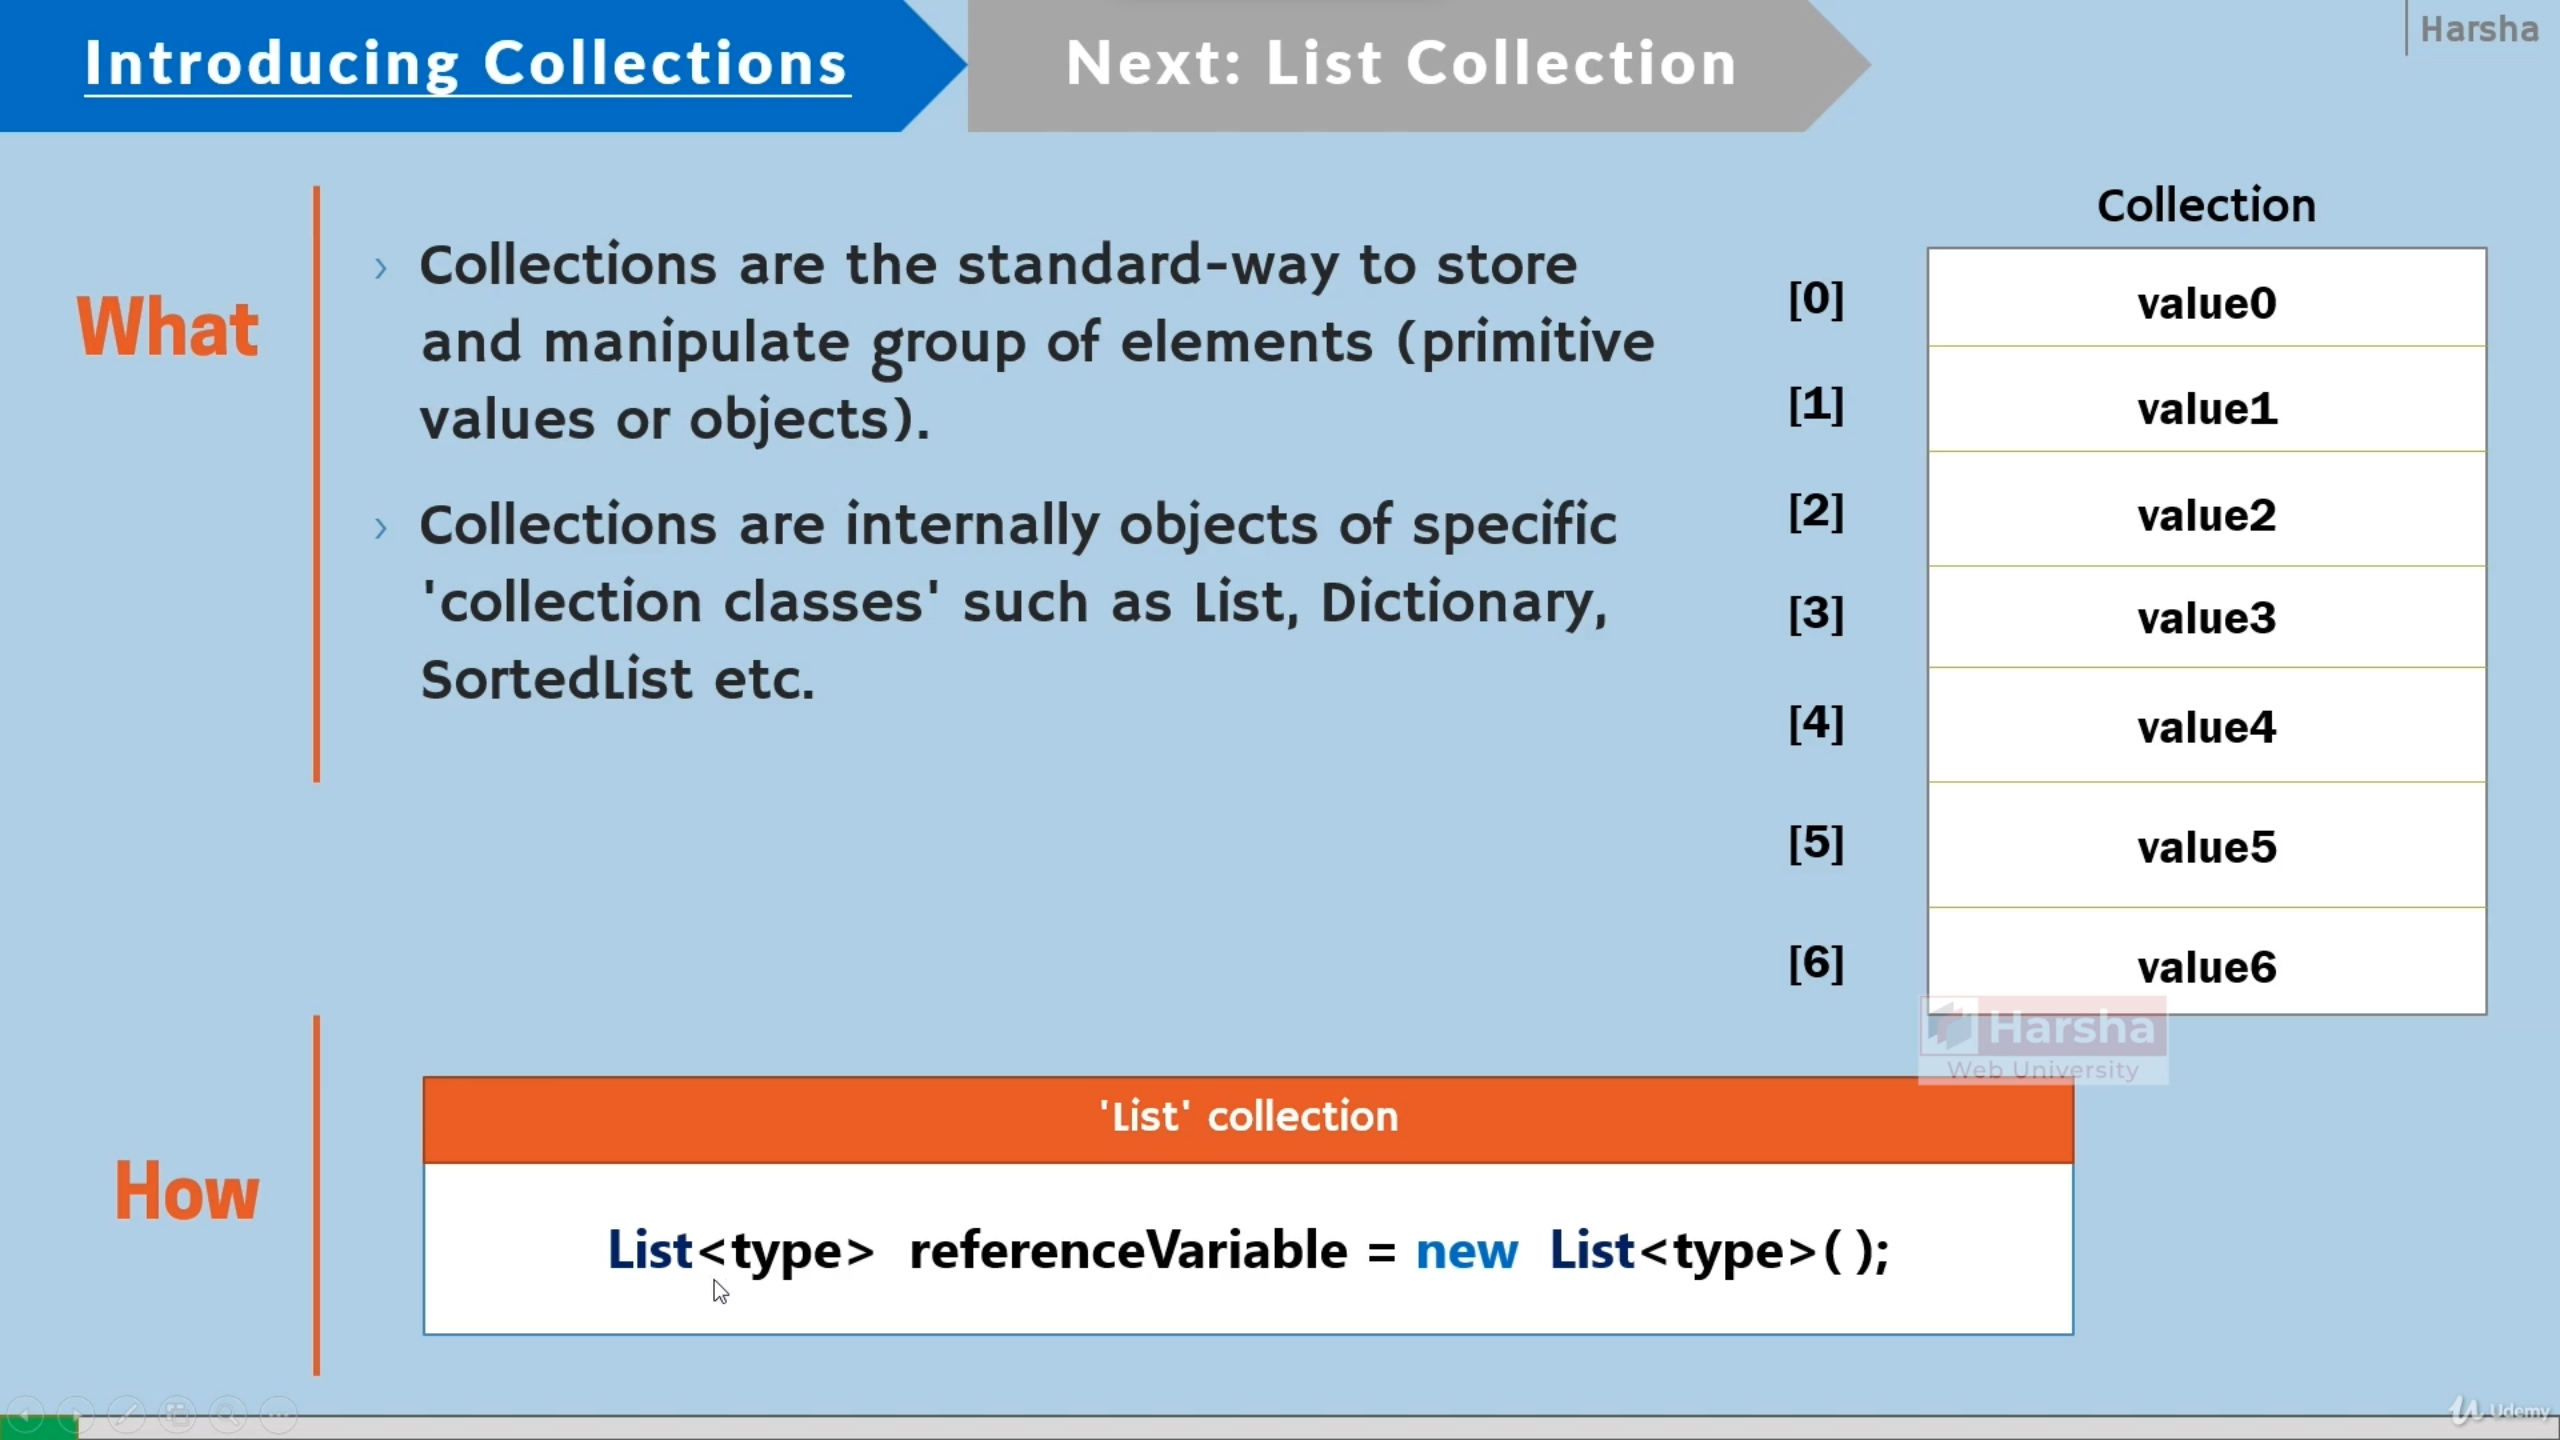 Introducing Collections
Next: List Collection
Harsha
What
› Collections are the standard-way to store
and manipulate group of elements (primitive
values or objects).
› Collections are internally objects of specific
'collection classes' such as List, Dictionary,
SortedList etc.
Collection
[0] value0
[1] value1
[2] value2
[3] value3
[4] value4
[5] value5
[6] value6
Harsha
Web University
How
'List' collection
List<type> referenceVariable = new List<type>( );
Udemy